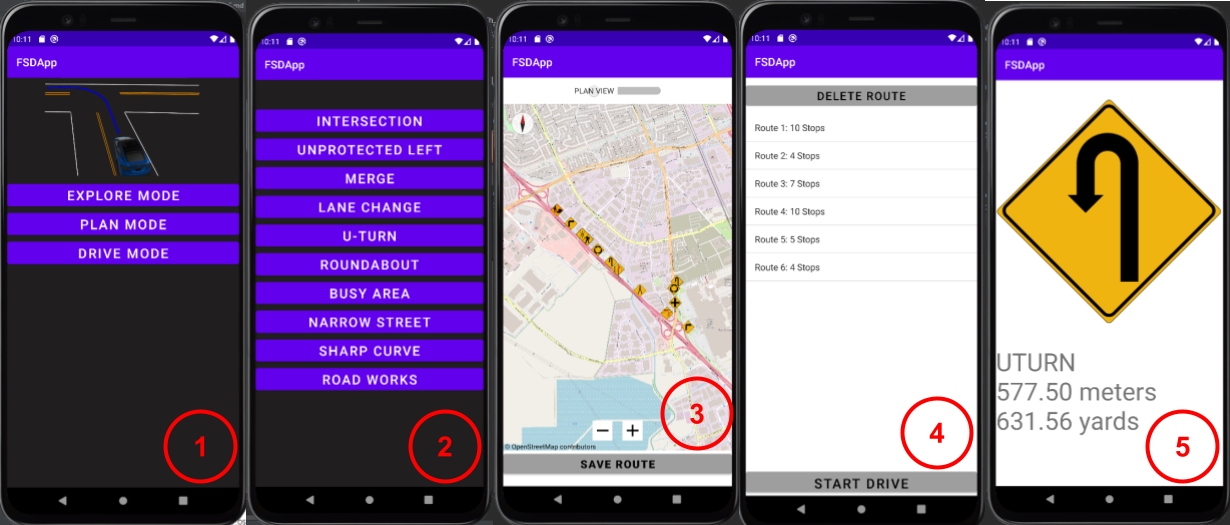 10:11
FSDApp
EXPLORE MODE
PLAN MODE
DRIVE MODE
1
10:11
FSDApp
INTERSECTION
UNPROTECTED LEFT
MERGE
LANE CHANGE
U-TURN
ROUNDABOUT
BUSY AREA
NARROW STREET
SHARP CURVE
ROAD WORKS
2
10:11
FSDApp
PLAN VIEW
3
© OpenStreetMap contributors
SAVE ROUTE
10:11
FSDApp
DELETE ROUTE
Route 1: 10 Stops
Route 2: 4 Stops
Route 3: 7 Stops
Route 4: 10 Stops
Route 5: 5 Stops
Route 6: 4 Stops
4
START DRIVE
10:11
FSDApp
UTURN
577.50 meters
631.56 yards
5